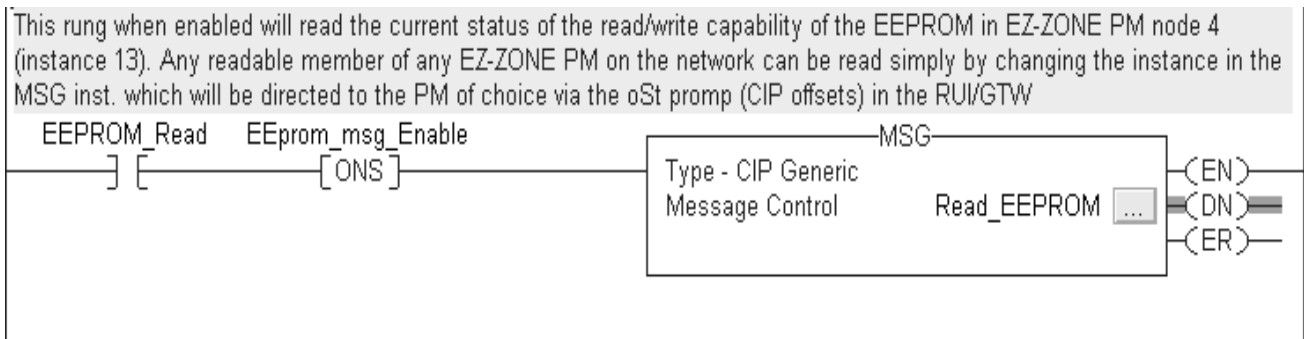 This rung when enabled will read the current status of the read/write capability of the EEPROM in EZ-ZONE PM node 4
(instance 13). Any readable member of any EZ-ZONE PM on the network can be read simply by changing the instance in the
MSG inst. which will be directed to the PM of choice via the oSt promp (CIP offsets) in the RUI/GTW
EEPROM_Read EEprom_msg_Enable
ONS
MSG
Type - CIP Generic
Message Control Read_EEPROM ...
EN
DN
ER